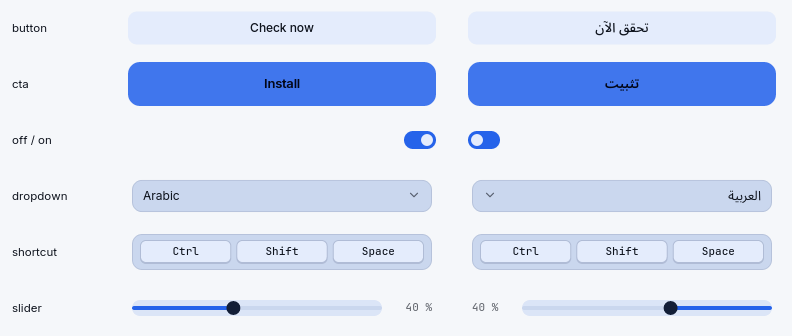 button Check now تحقق الآن
cta Install تثبيت
off / on
dropdown Arabic العربية
shortcut Ctrl Shift Space Ctrl Shift Space
slider 40 % 40 %